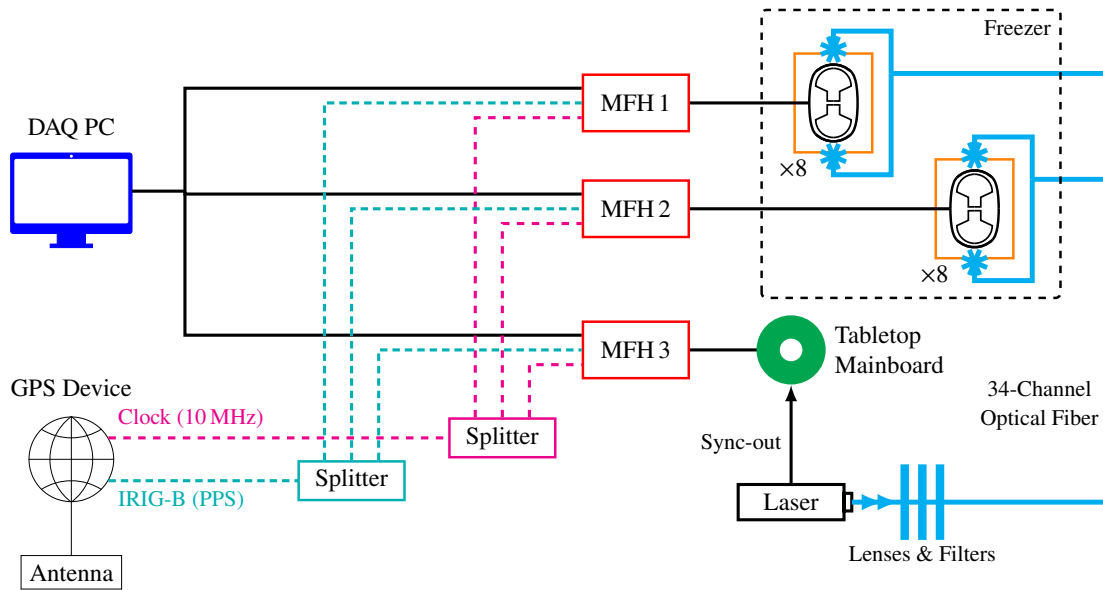 Freezer
MFH 1
DAQ PC
×8
MFH 2
×8
MFH 3
Tabletop
Mainboard
GPS Device
34-Channel
Optical Fiber
Clock (10 MHz)
Splitter
Sync-out
Splitter
IRIG-B (PPS)
Laser
Lenses & Filters
Antenna